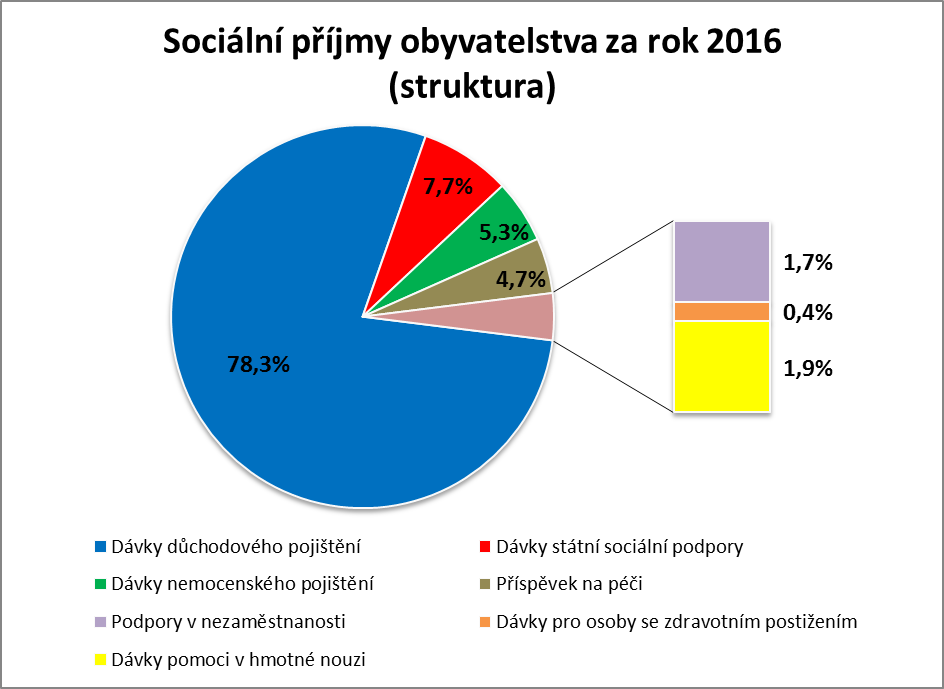 Sociální příjmy obyvatelstva za rok 2016
(struktura)
7,7%
5,3%
4,7%
78,3%
1,7%
0,4%
1,9%
Dávky důchodového pojištění
Dávky státní sociální podpory
Dávky nemocenského pojištění
Příspěvek na péči
Podpory v nezaměstnanosti
Dávky pro osoby se zdravotním postižením
Dávky pomoci v hmotné nouzi